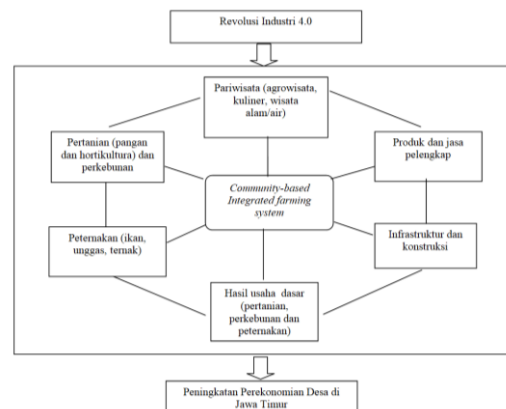 Revolusi Industri 4.0
Pariwisata (agrowisata,
kuliner, wisata
alam/air)
Pertanian (pangan
dan hortikultura) dan
perkebunan
Produk dan jasa
pelengkap
Community-based
Integrated farming
system
Peternakan (ikan,
unggas, ternak)
Infrastruktur dan
konstruksi
Hasil usaha dasar
(pertanian,
perkebunan dan
peternakan)
Peningkatan Perekonomian Desa di
Jawa Timur